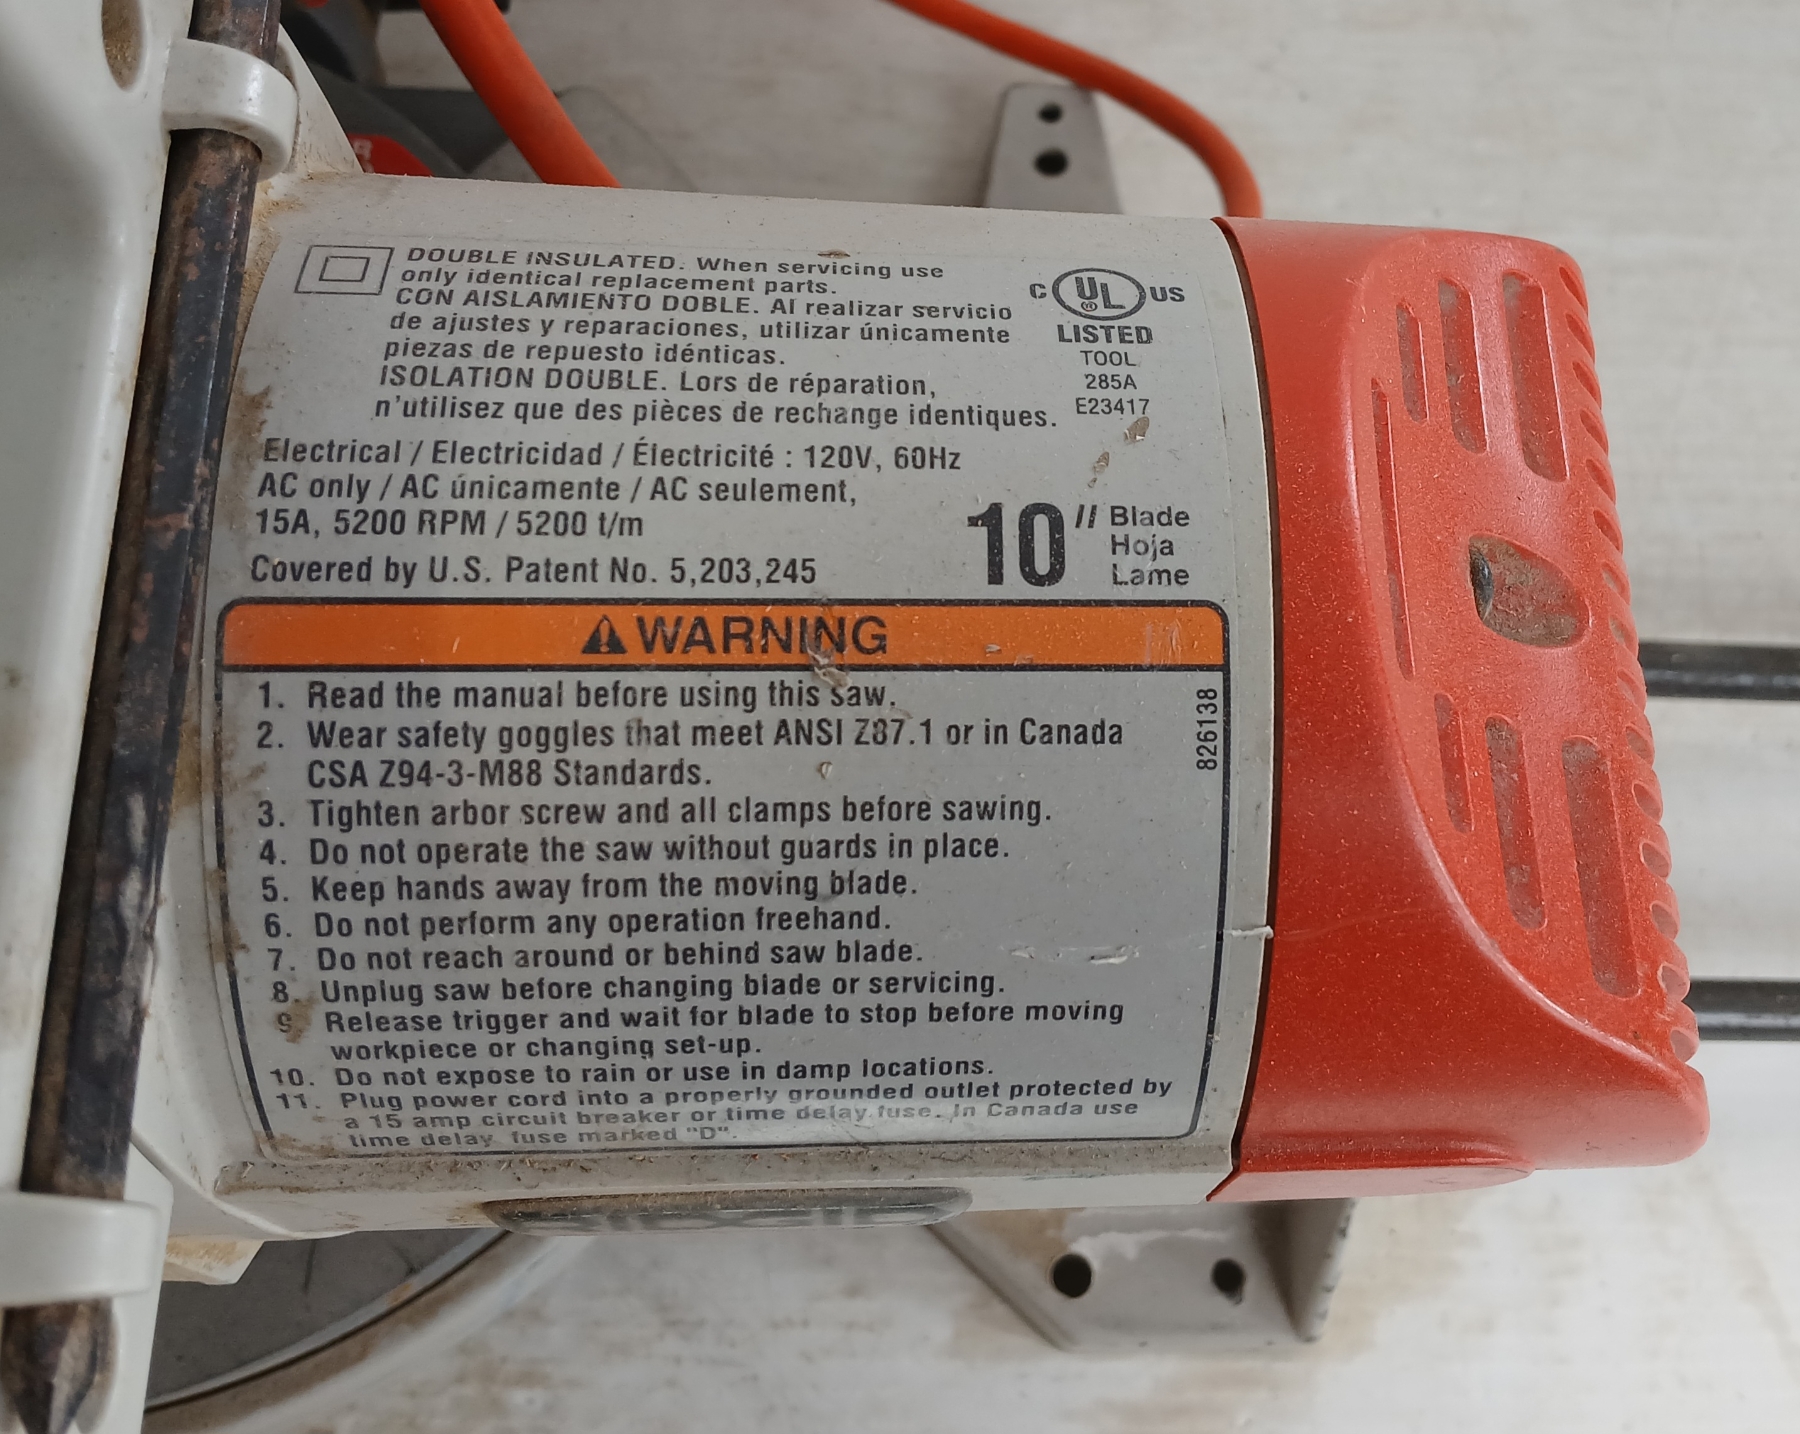 DOUBLE INSULATED. When servicing use
only identical replacement parts.
CON AISLAMIENTO DOBLE. Al realizar servicio
de ajustes y reparaciones, utilizar únicamente
piezas de repuesto idénticas.
ISOLATION DOUBLE. Lors de réparation,
n'utilisez que des pièces de rechange identiques.
C UL® US
LISTED
TOOL
285A
E23417
Electrical / Electricidad / Électricité : 120V, 60Hz
AC only / AC únicamente / AC seulement,
15A, 5200 RPM / 5200 t/m
Covered by U.S. Patent No. 5,203,245
10" Blade
Hoja
Lame
⚠WARNING
1. Read the manual before using this saw.
2. Wear safety goggles that meet ANSI Z87.1 or in Canada
CSA Z94-3-M88 Standards.
3. Tighten arbor screw and all clamps before sawing.
4. Do not operate the saw without guards in place.
5. Keep hands away from the moving blade.
6. Do not perform any operation freehand.
7. Do not reach around or behind saw blade.
8. Unplug saw before changing blade or servicing.
9 Release trigger and wait for blade to stop before moving
workpiece or changing set-up.
10. Do not expose to rain or use in damp locations.
11. Plug power cord into a properly grounded outlet protected by
a 15 amp circuit breaker or time delay fuse. In Canada use
time delay fuse marked "D".
826138